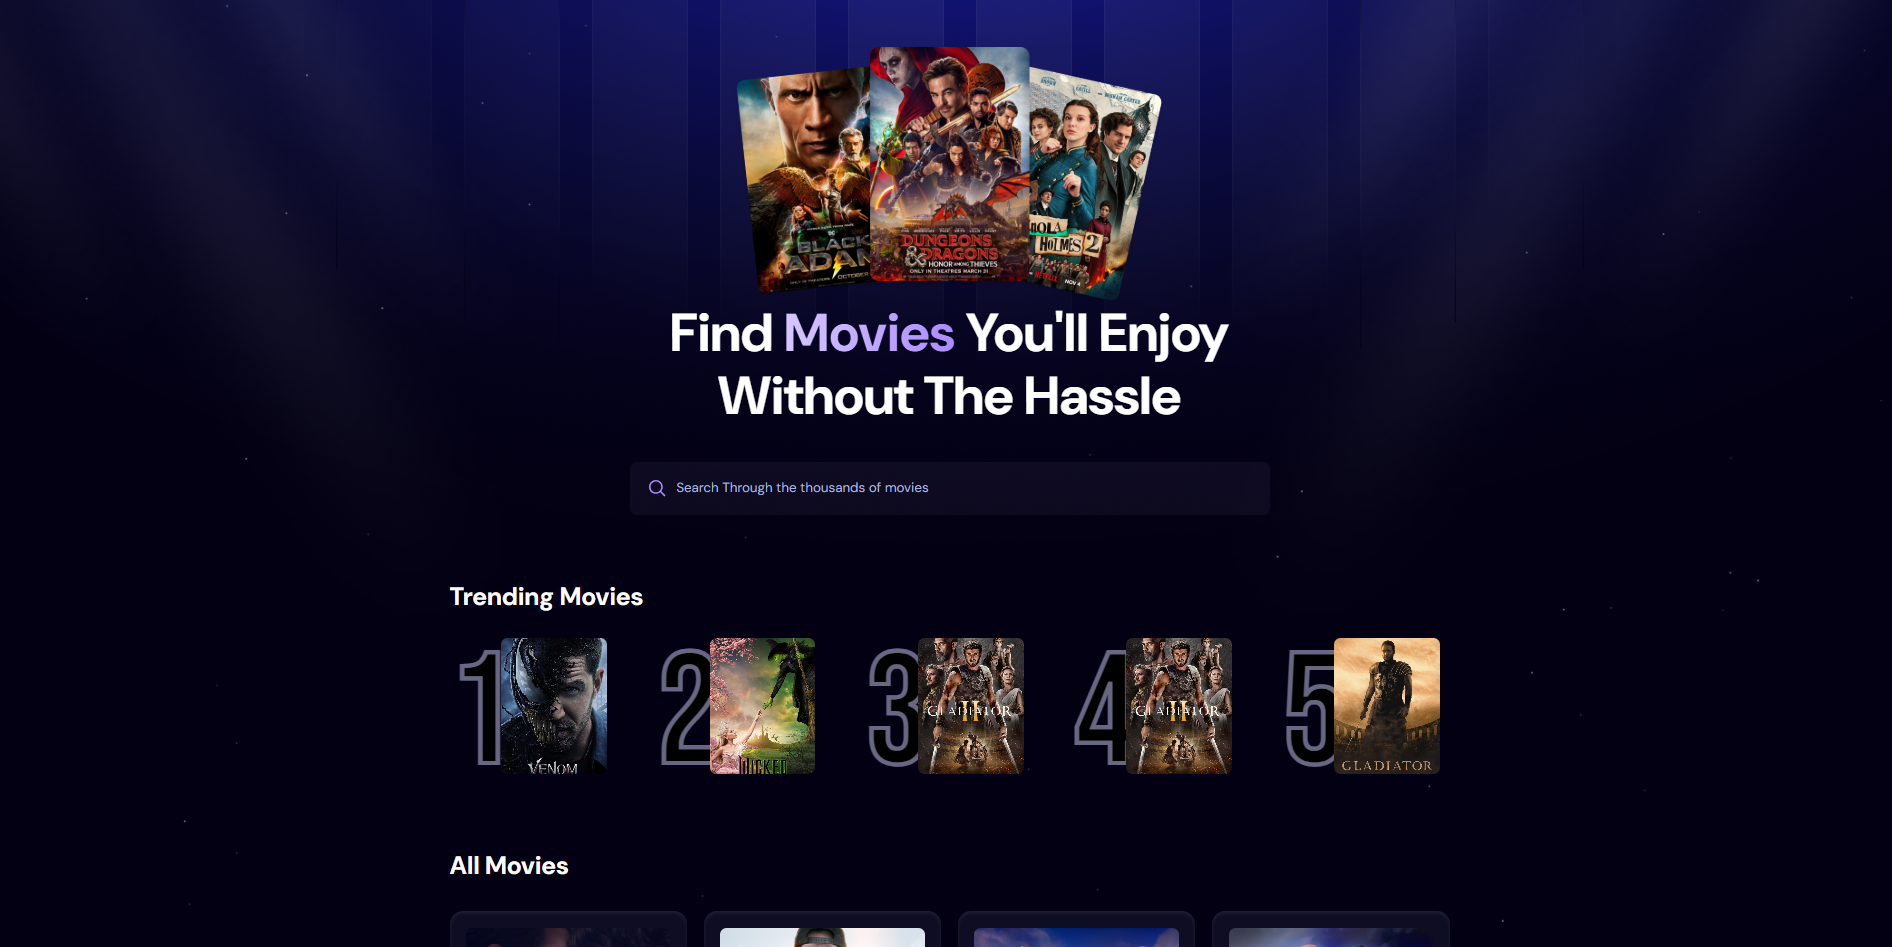 BLACK
ADAM
OCTOBER
DUNGEONS
& DRAGONS
HONOR AMONG THIEVES
ONLY IN THEATRES MARCH 31
HOLMES 2
NETFLIX
NOV 4
Find Movies You'll Enjoy
Without The Hassle
Search Through the thousands of movies
Trending Movies
1
VENOM
2
WICKED
3
GLADIATOR
II
4
GLADIATOR
II
5
GLADIATOR
All Movies